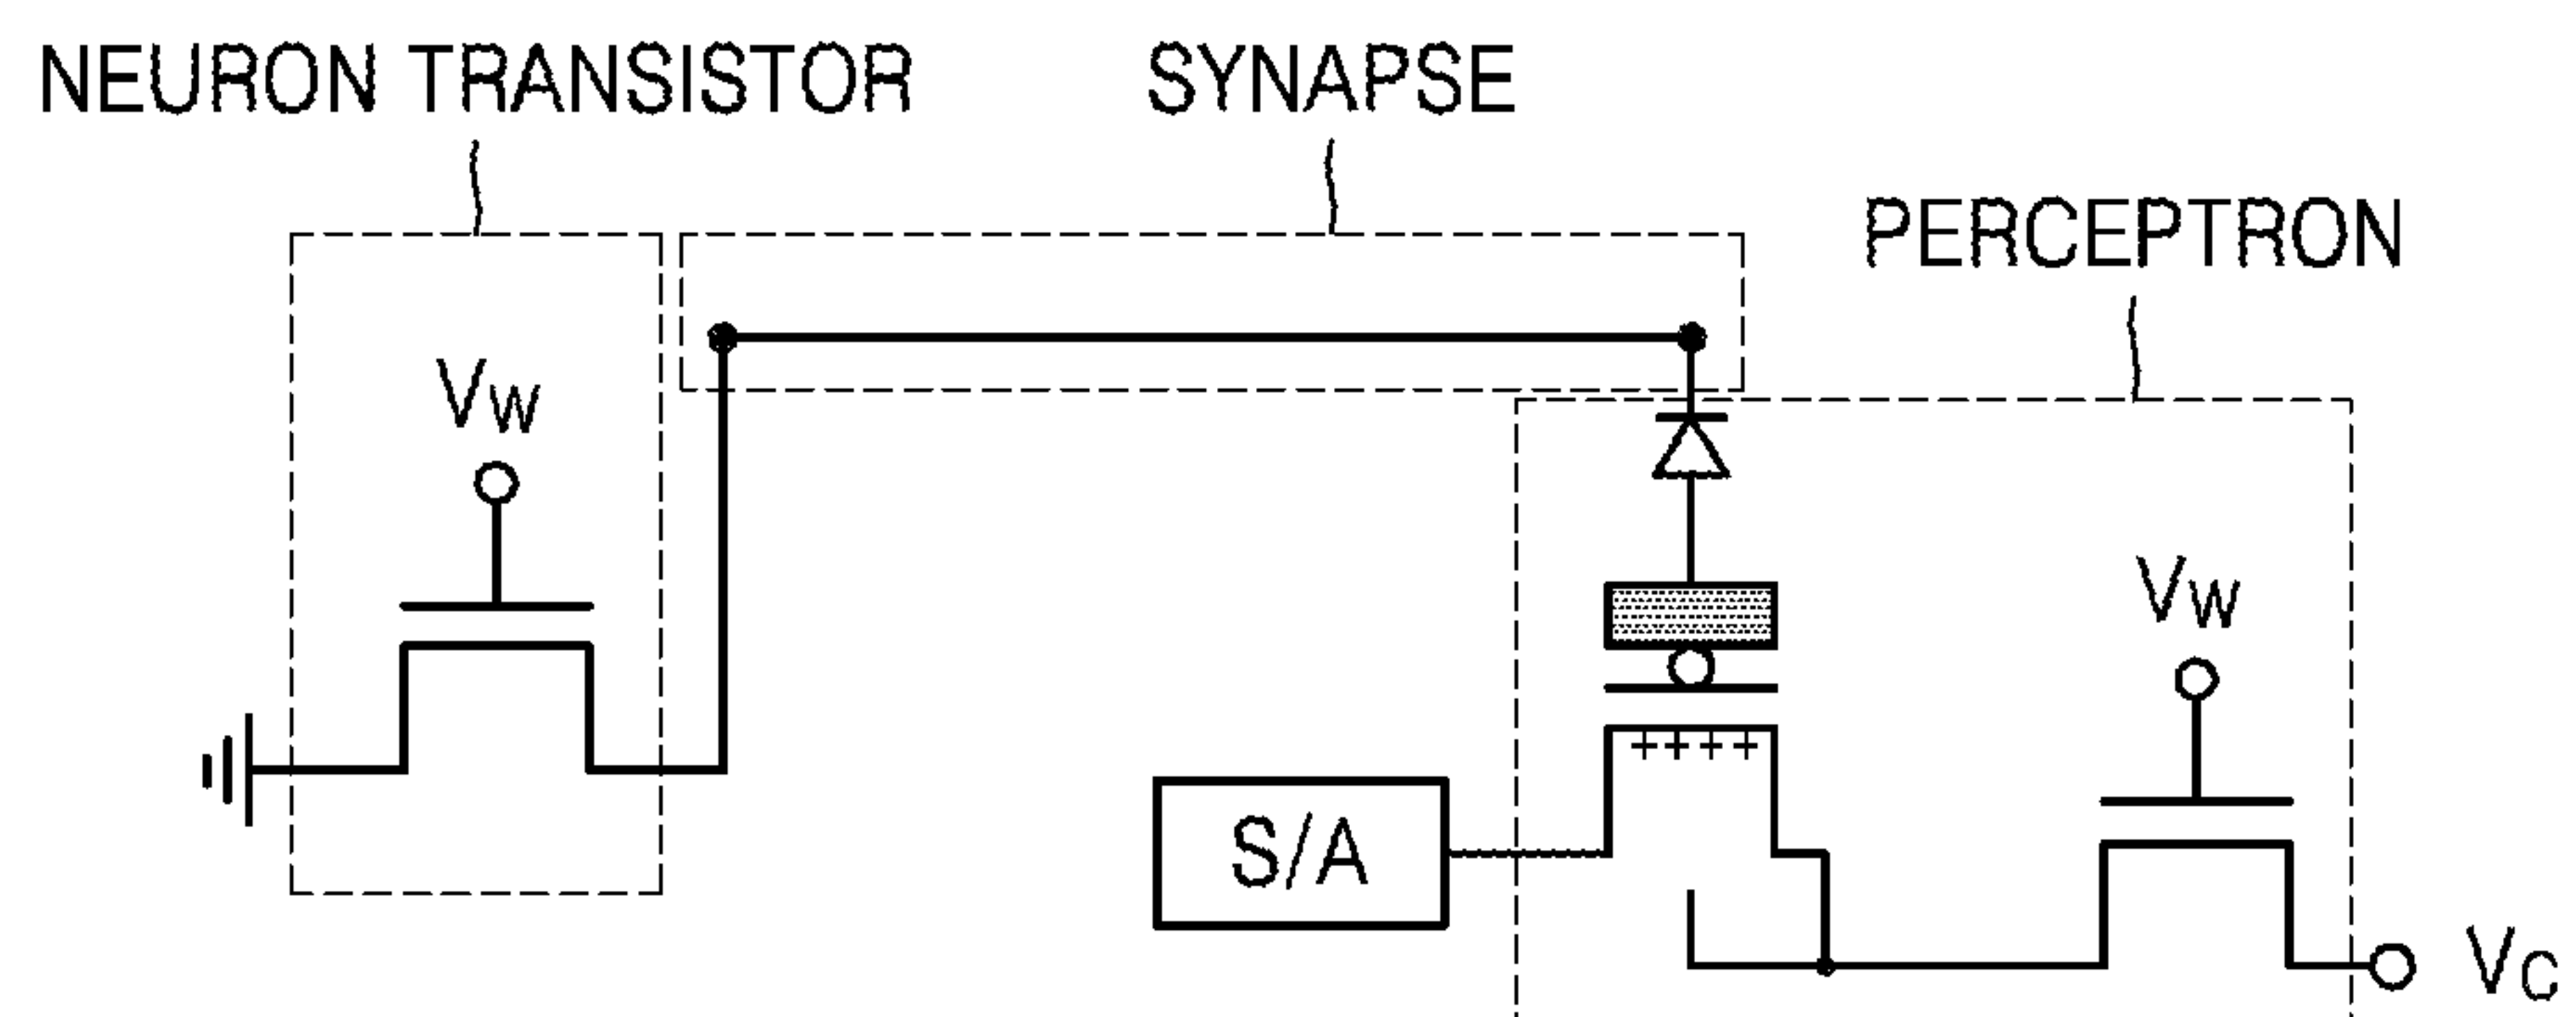 NEURON TRANSISTOR
SYNAPSE
PERCEPTRON
VW
VW
++++
S/A
VC